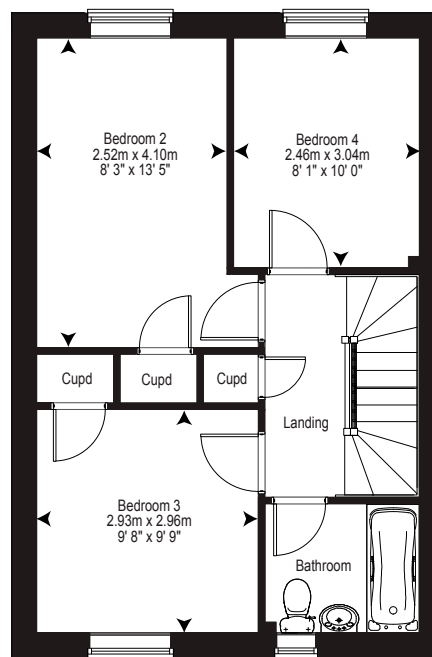 Bedroom 2
2.52m x 4.10m
8' 3" x 13' 5"
Bedroom 4
2.46m x 3.04m
8' 1" x 10' 0"
Cupd
Cupd
Cupd
Landing
Bedroom 3
2.93m x 2.96m
9' 8" x 9' 9"
Bathroom